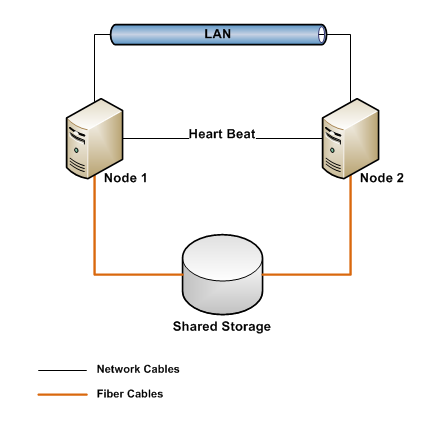 LAN
Heart Beat
Node 1
Node 2
Shared Storage
Network Cables
Fiber Cables